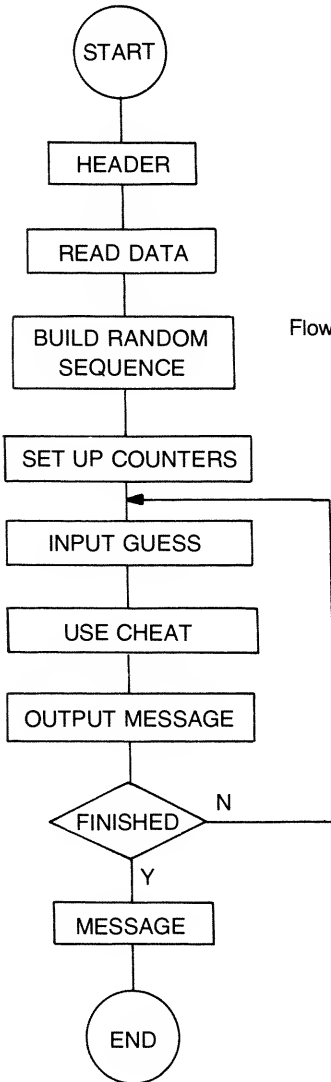 START
HEADER
READ DATA
BUILD RANDOM
SEQUENCE
Flow
SET UP COUNTERS
INPUT GUESS
USE CHEAT
OUTPUT MESSAGE
FINISHED
N
Y
MESSAGE
END